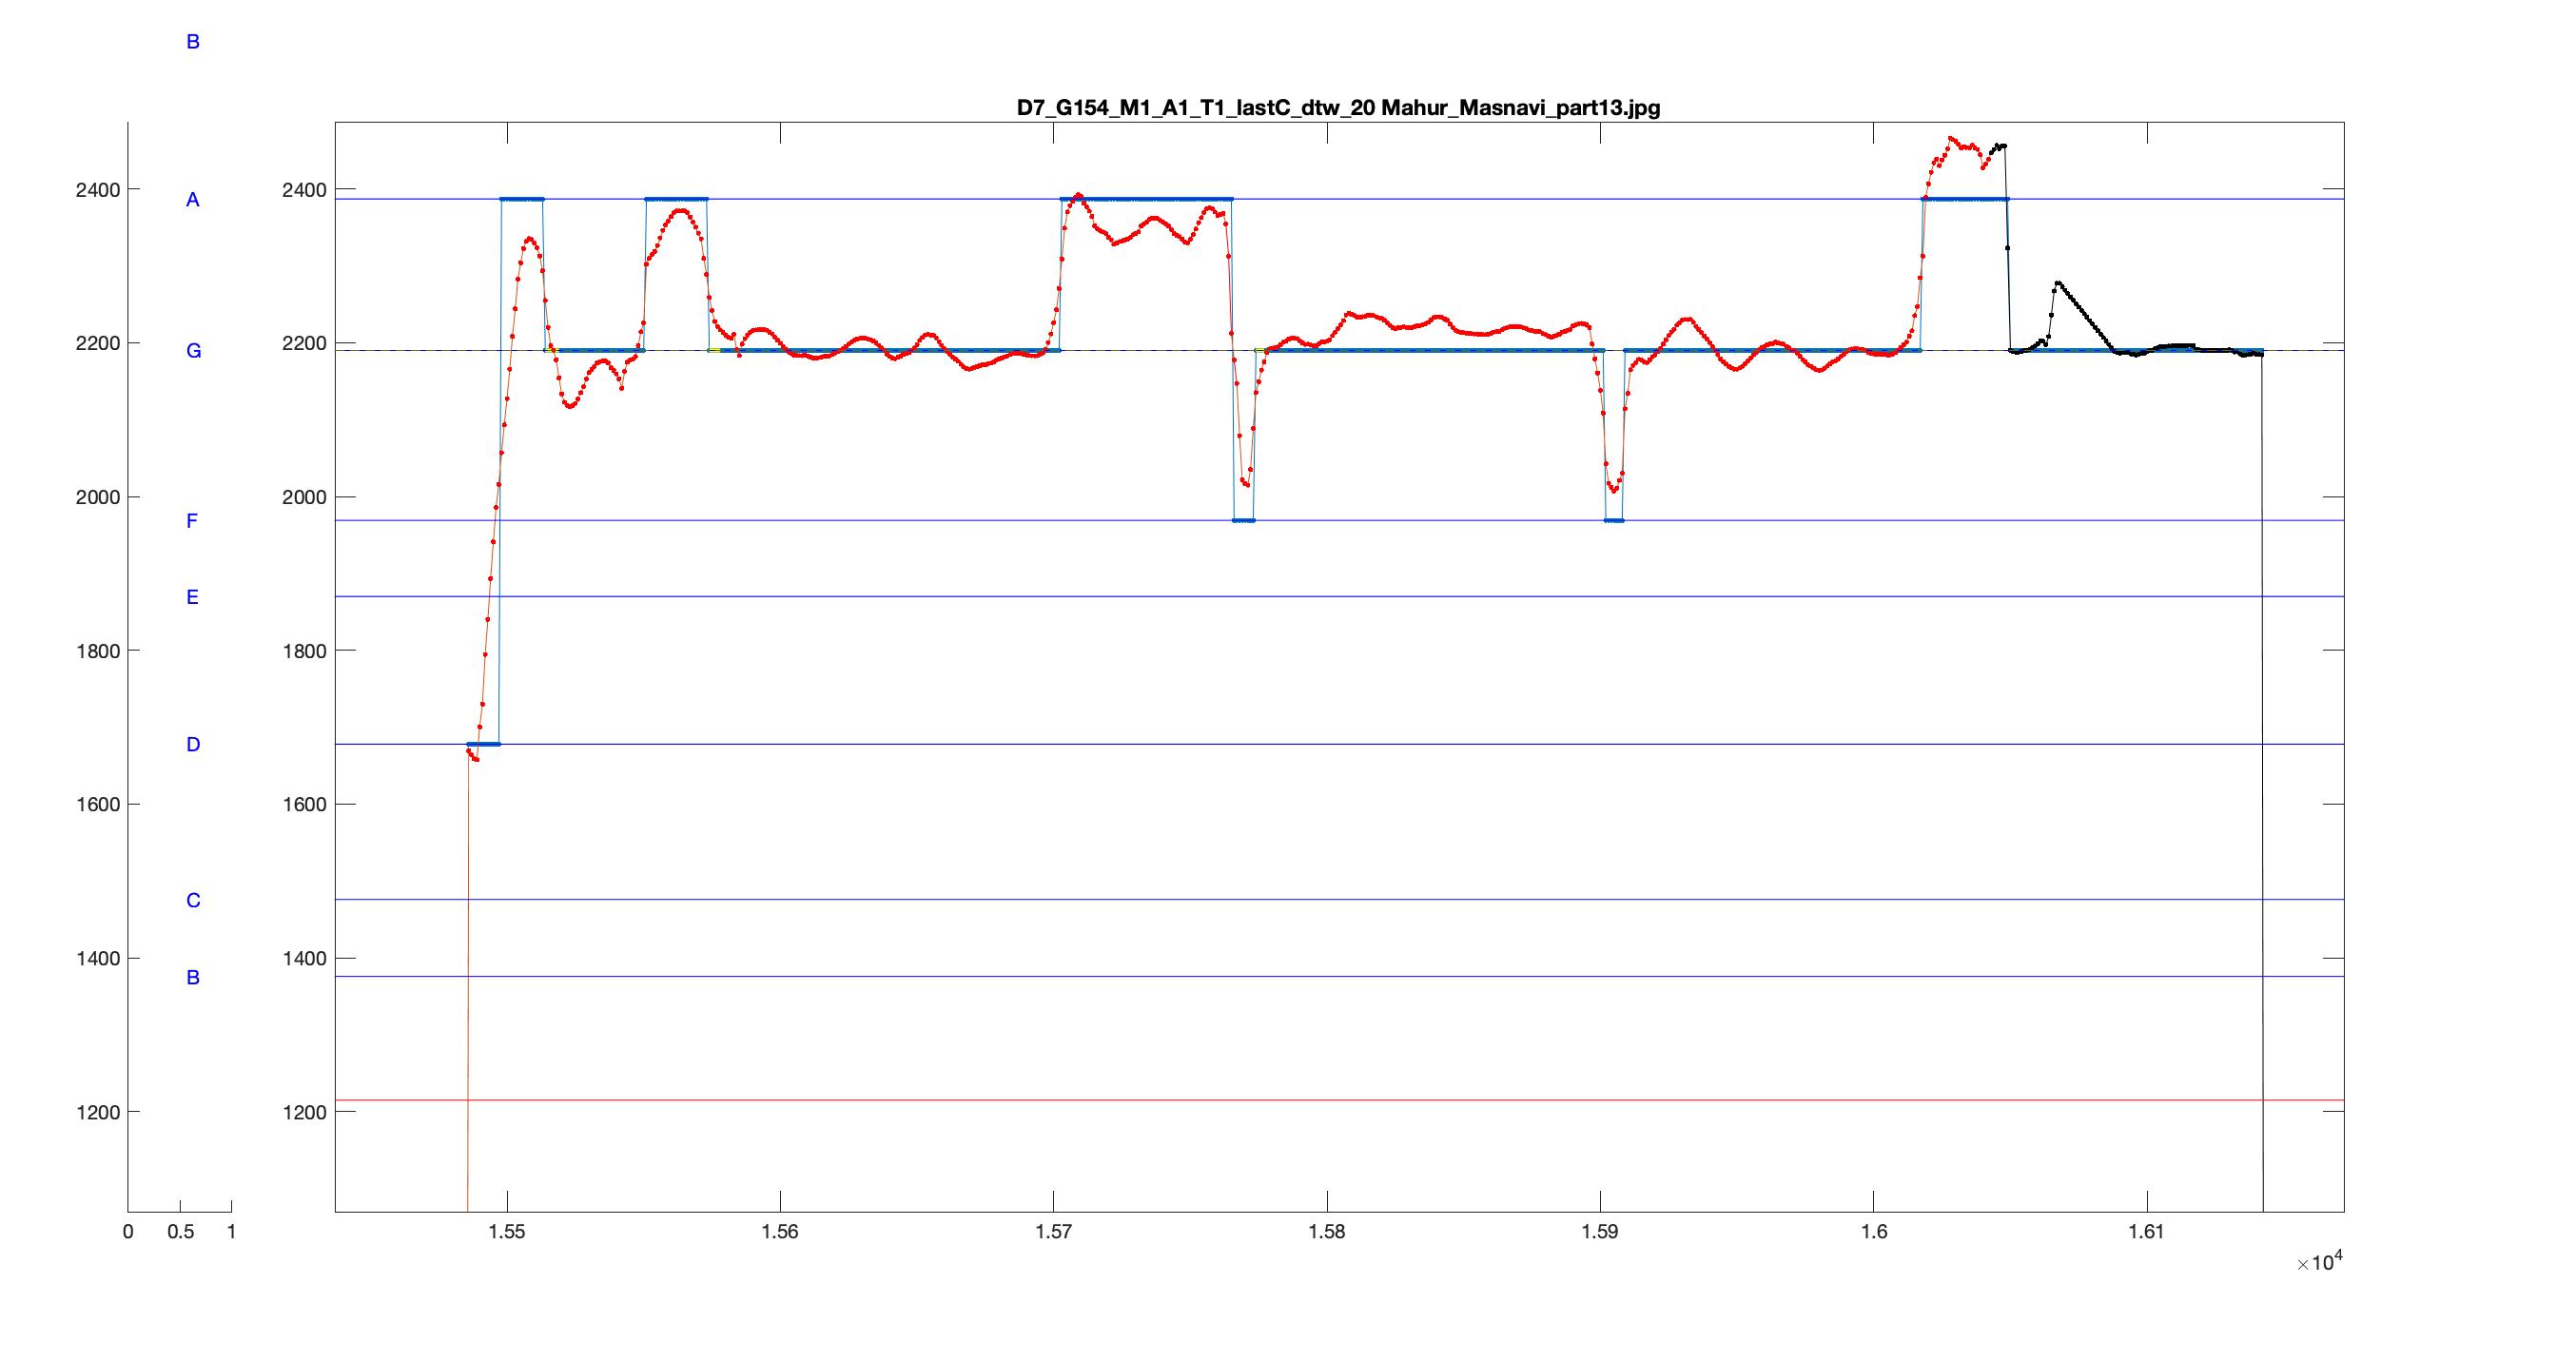 B
D7_G154_M1_A1_T1_lastC_dtw_20 Mahur_Masnavi_part13.jpg
2400 A 2400
2200 G 2200
2000 F 2000
E
1800 1800
D
1600 1600
C
1400 B 1400
1200 1200
0 0.5 1 1.55 1.56 1.57 1.58 1.59 1.6 1.61
×10⁴